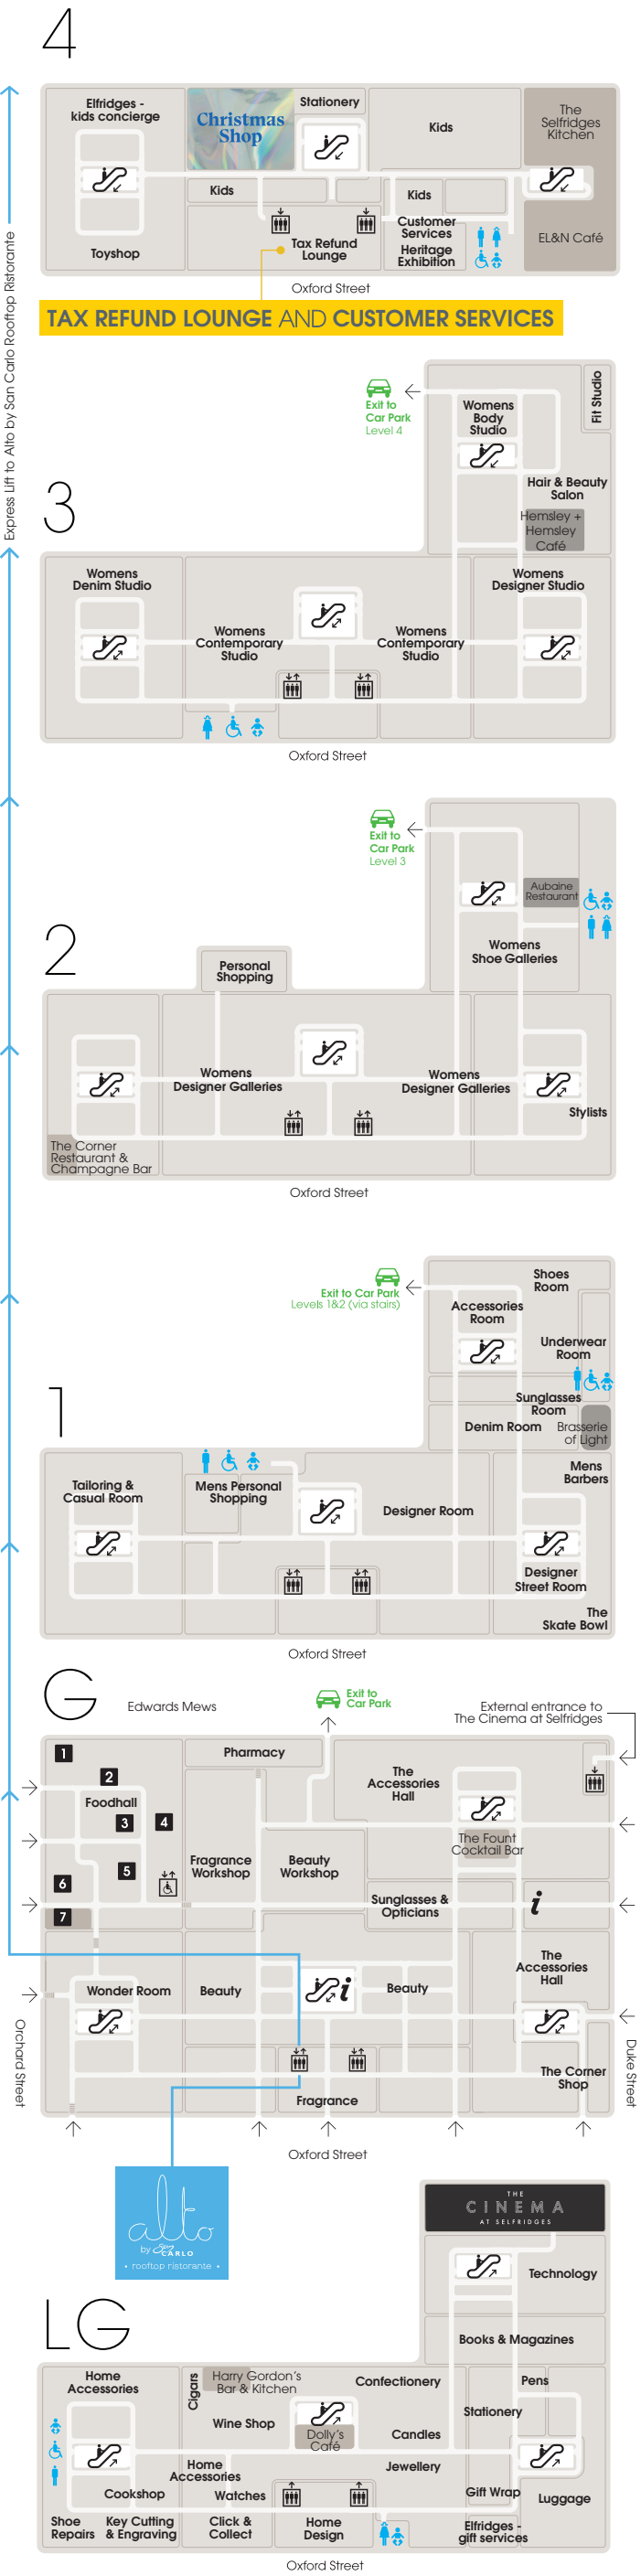 4
Elfridges -
kids concierge
Christmas
Shop
Stationery
Kids
The
Selfridges
Kitchen
Kids
Kids
Customer
Services
Heritage
Exhibition
Toyshop
Tax Refund
Lounge
EL&N Café
Oxford Street
TAX REFUND LOUNGE AND CUSTOMER SERVICES
Express Lift to Alto by San Carlo Rooftop Ristorante
3
Exit to
Car Park
Level 4
Womens
Body
Studio
Fit Studio
Hair & Beauty
Salon
Hemsley +
Hemsley
Café
Womens
Denim Studio
Womens
Designer Studio
Womens
Contemporary
Studio
Womens
Contemporary
Studio
Oxford Street
2
Exit to
Car Park
Level 3
Aubaine
Restaurant
Womens
Shoe Galleries
Personal
Shopping
Womens
Designer Galleries
Womens
Designer Galleries
Stylists
The Corner
Restaurant &
Champagne Bar
Oxford Street
1
Exit to Car Park
Levels 1&2 (via stairs)
Shoes
Room
Accessories
Room
Underwear
Room
Sunglasses
Room
Denim Room
Brasserie
of Light
Mens
Barbers
Tailoring &
Casual Room
Mens Personal
Shopping
Designer Room
Designer
Street Room
The
Skate Bowl
Oxford Street
G
Edwards Mews
Exit to
Car Park
External entrance to
The Cinema at Selfridges
1
2
Foodhall
3
4
5
6
7
Pharmacy
The
Accessories
Hall
The Fount
Cocktail Bar
Fragrance
Workshop
Beauty
Workshop
Sunglasses &
Opticians
i
The
Accessories
Hall
Wonder Room
Beauty
i
Beauty
The Corner
Shop
Fragrance
Orchard Street
Duke Street
Oxford Street
alto
by San
CARLO
• rooftop ristorante •
THE
CINEMA
AT SELFRIDGES
LG
Technology
Books & Magazines
Home
Accessories
Cigars
Harry Gordon's
Bar & Kitchen
Confectionery
Pens
Stationery
Wine Shop
Dolly's
Café
Candles
Home
Accessories
Jewellery
Cookshop
Watches
Gift Wrap
Luggage
Shoe
Repairs
Key Cutting
& Engraving
Click &
Collect
Home
Design
Elfridges -
gift services
Oxford Street